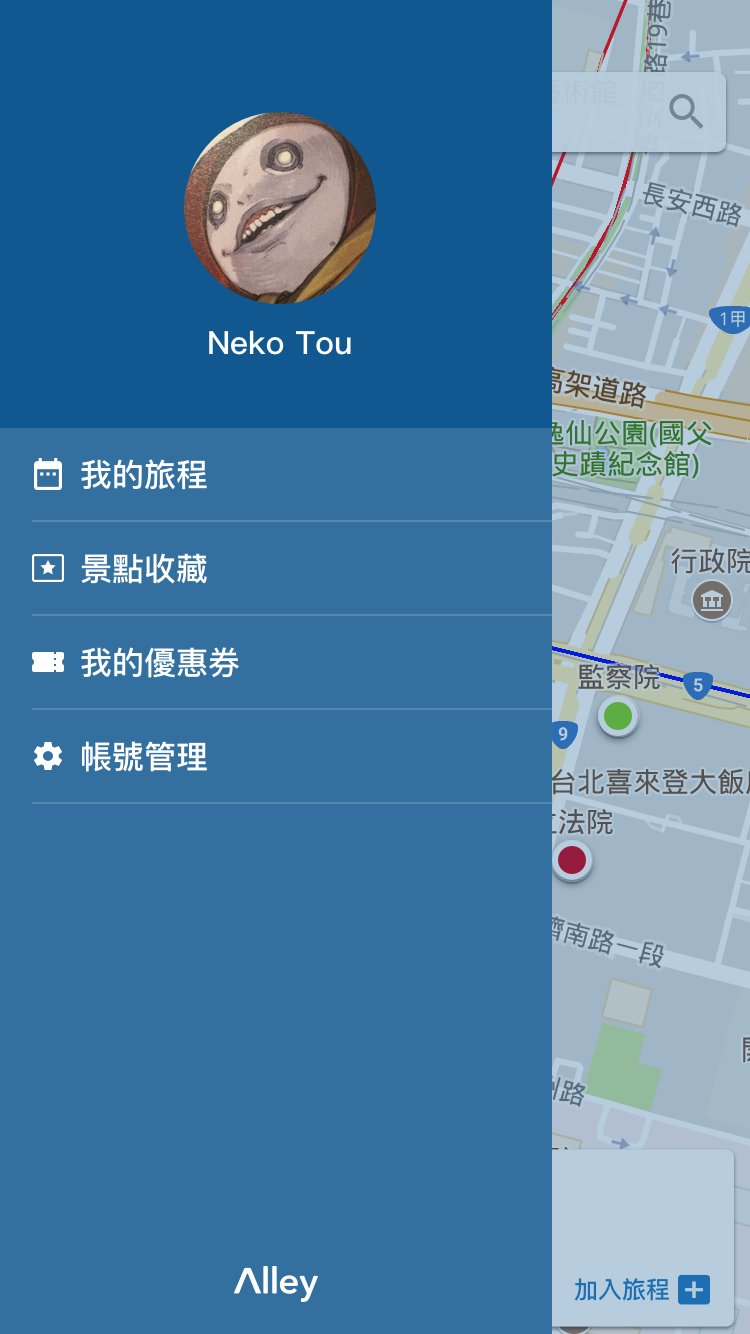 Neko Tou
我的旅程
景點收藏
我的優惠券
帳號管理
Alley
路19巷
長安西路
1甲
高架道路
逸仙公園(國父
史蹟紀念館)
行政院
監察院
5
9
台北喜來登大飯
立法院
濟南路一段
州路
加入旅程